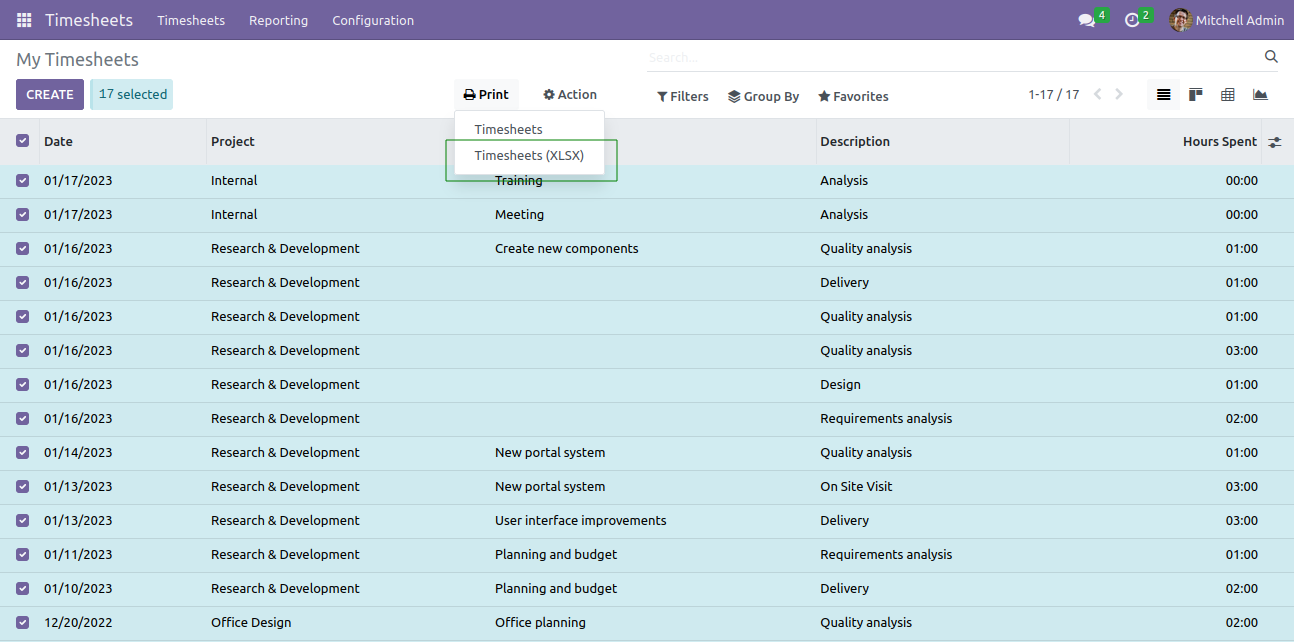 Timesheets Timesheets Reporting Configuration 4 2 Mitchell Admin
My Timesheets Search...
CREATE 17 selected Print Action Filters Group By Favorites 1-17 / 17
Timesheets
Timesheets (XLSX)
Date Project Description Hours Spent
01/17/2023 Internal Training Analysis 00:00
01/17/2023 Internal Meeting Analysis 00:00
01/16/2023 Research & Development Create new components Quality analysis 01:00
01/16/2023 Research & Development Delivery 01:00
01/16/2023 Research & Development Quality analysis 01:00
01/16/2023 Research & Development Quality analysis 03:00
01/16/2023 Research & Development Design 01:00
01/16/2023 Research & Development Requirements analysis 02:00
01/14/2023 Research & Development New portal system Quality analysis 01:00
01/13/2023 Research & Development New portal system On Site Visit 03:00
01/13/2023 Research & Development User interface improvements Delivery 03:00
01/11/2023 Research & Development Planning and budget Requirements analysis 01:00
01/10/2023 Research & Development Planning and budget Delivery 02:00
12/20/2022 Office Design Office planning Quality analysis 02:00